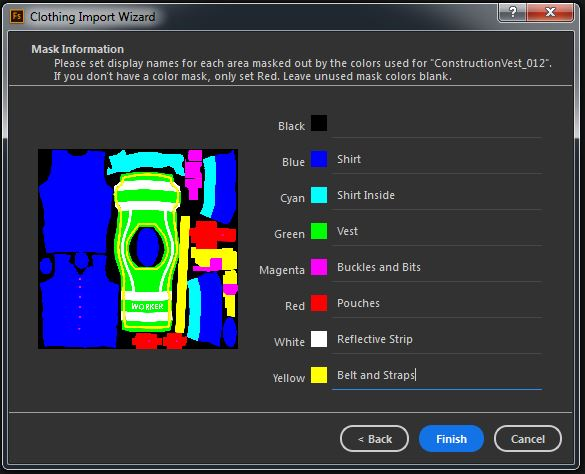 Fs Clothing Import Wizard
Mask Information
Please set display names for each area masked out by the colors used for "ConstructionVest_012".
If you don't have a color mask, only set Red. Leave unused mask colors blank.
Black
Blue Shirt
Cyan Shirt Inside
Green Vest
Magenta Buckles and Bits
Red Pouches
White Reflective Strip
Yellow Belt and Straps
WORKER
< Back Finish Cancel